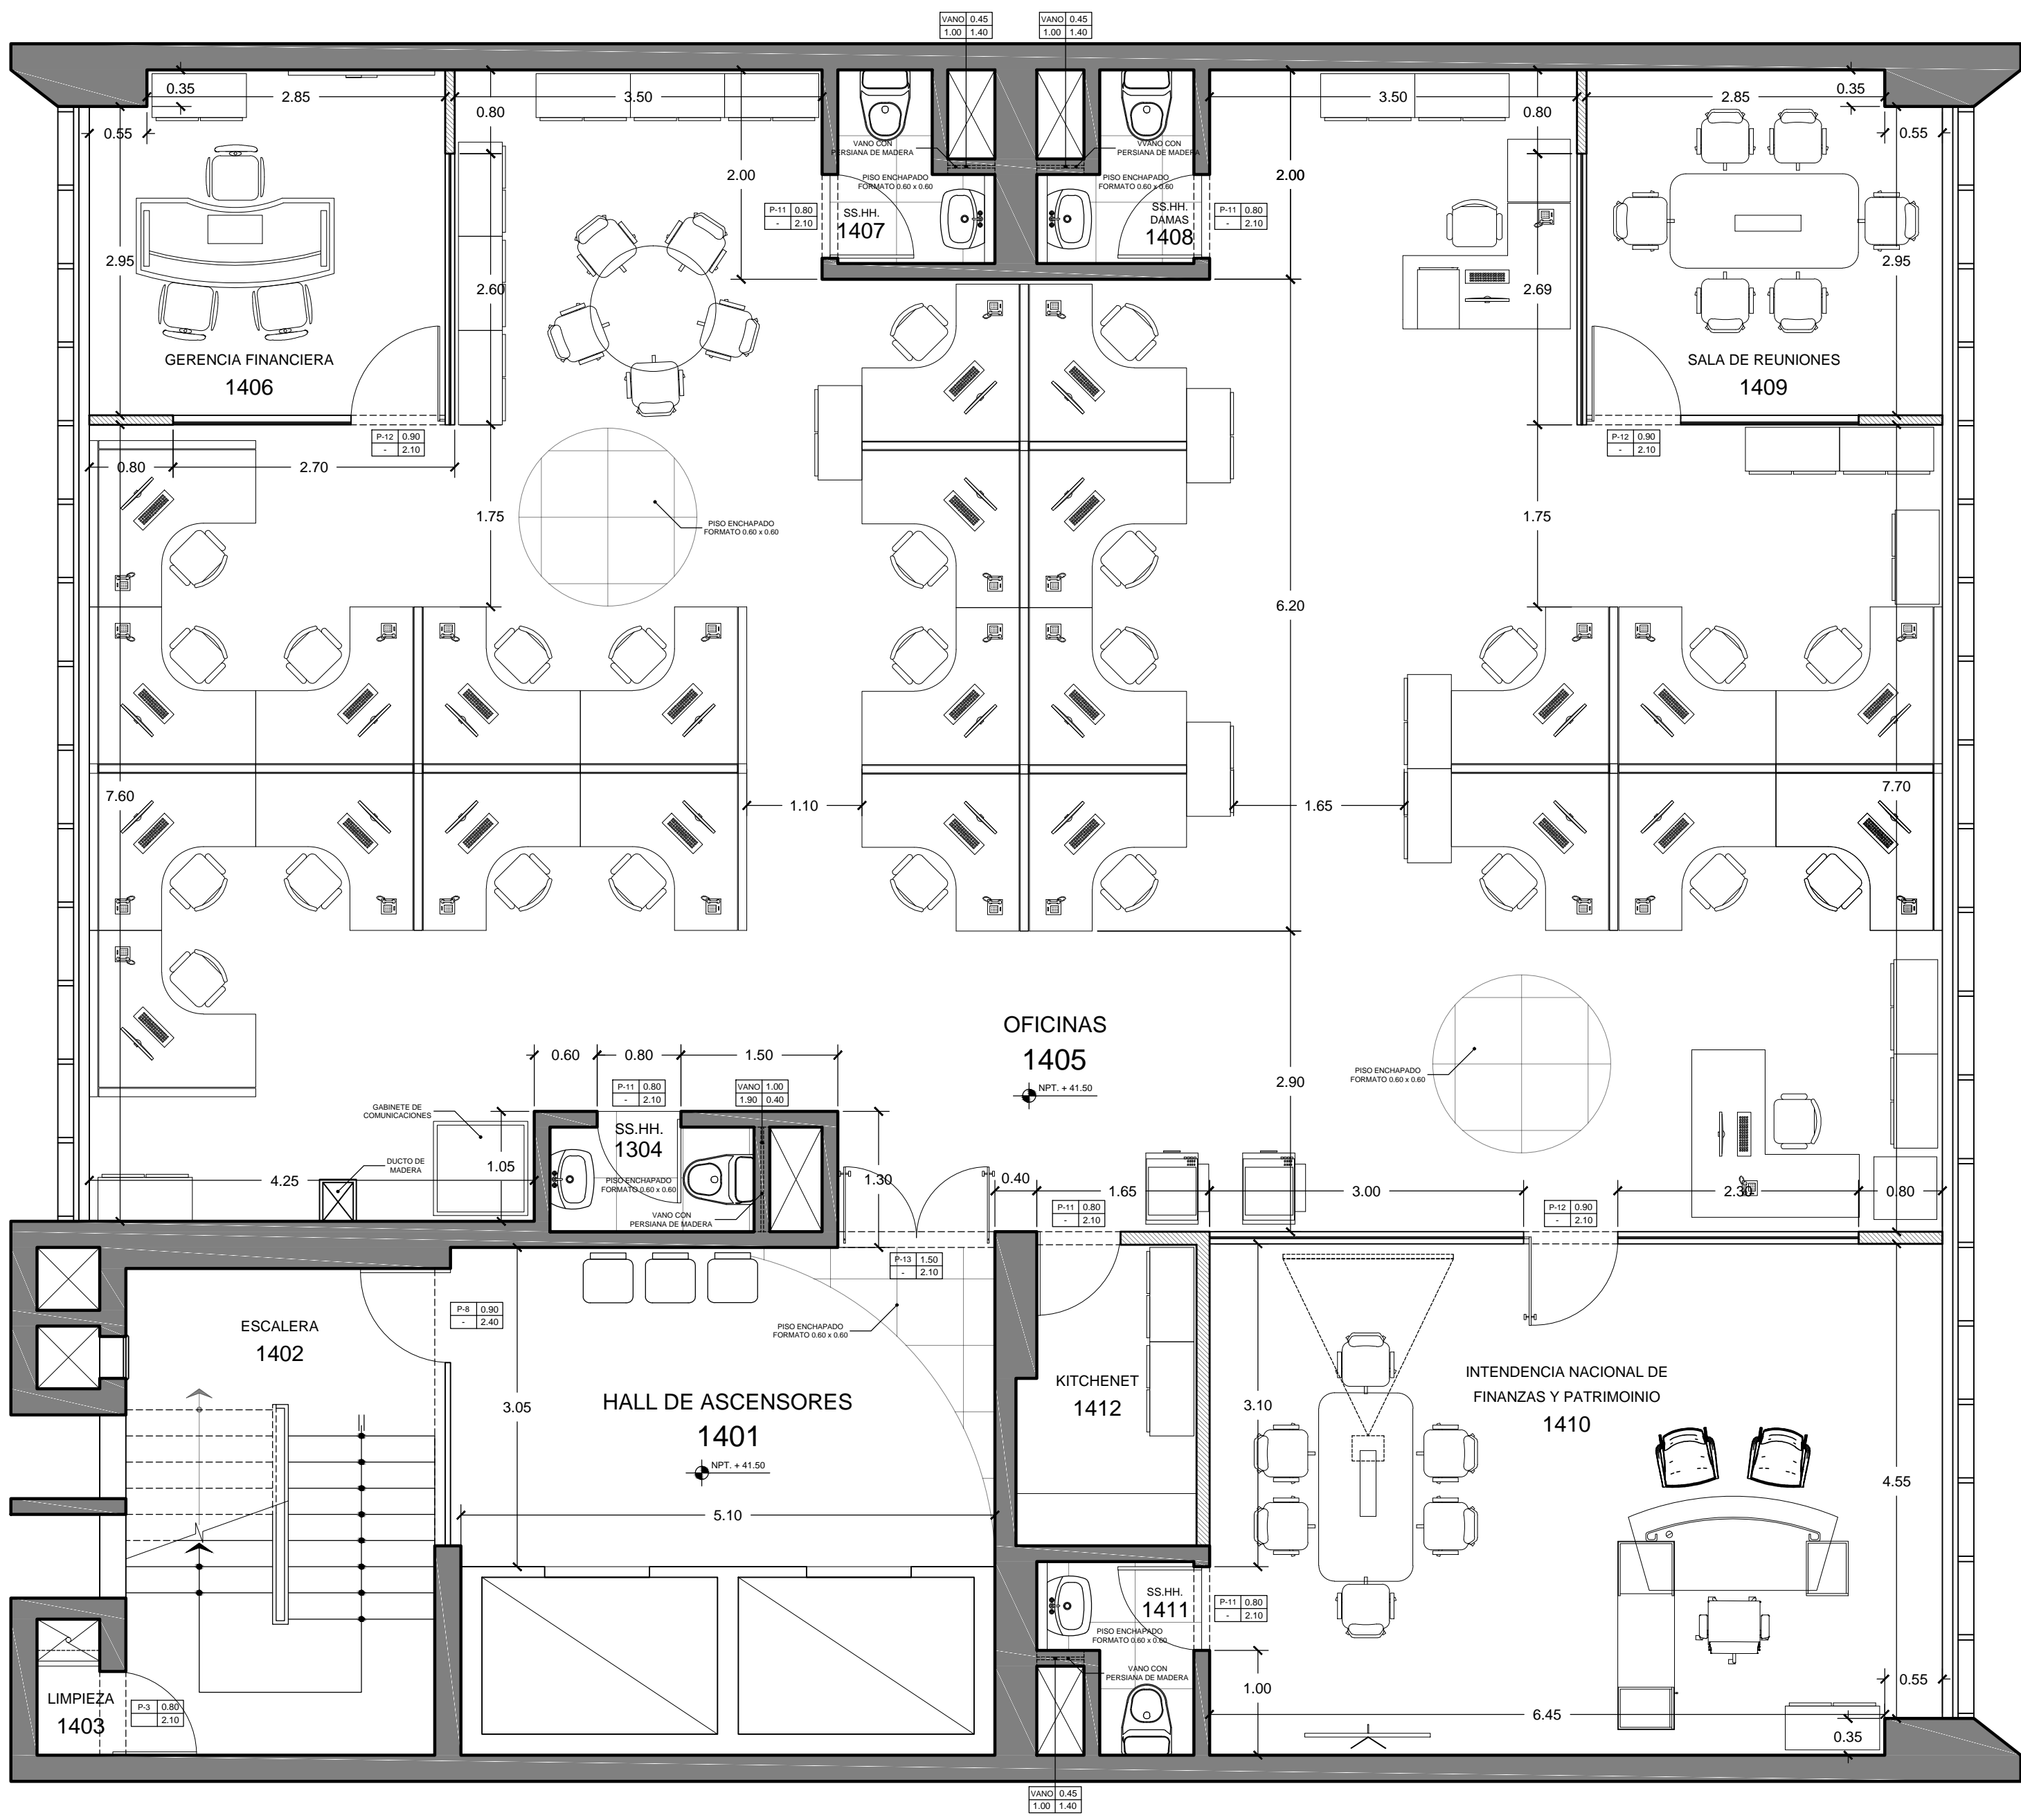 VANO 0.45
1.00 1.40
VANO 0.45
1.00 1.40
0.35
2.85
0.80
3.50
3.50
0.80
2.85
0.35
0.55
0.55
VANO CON
PERSIANA DE MADERA
VVANO CON
PERSIANA DE MADERA
2.00
2.00
PISO ENCHAPADO
FORMATO 0.60 x 0.60
PISO ENCHAPADO
FORMATO 0.60 x 0.60
P-11 0.80
- 2.10
SS.HH.
1407
SS.HH.
DAMAS
1408
P-11 0.80
- 2.10
2.95
2.60
2.69
2.95
GERENCIA FINANCIERA
1406
SALA DE REUNIONES
1409
P-12 0.90
- 2.10
P-12 0.90
- 2.10
0.80
2.70
1.75
PISO ENCHAPADO
FORMATO 0.60 x 0.60
1.75
6.20
7.60
1.10
1.65
7.70
OFICINAS
1405
NPT. + 41.50
0.60
0.80
1.50
PISO ENCHAPADO
FORMATO 0.60 x 0.60
2.90
P-11 0.80
- 2.10
VANO 1.00
1.90 0.40
GABINETE DE
COMUNICACIONES
SS.HH.
1304
DUCTO DE
MADERA
1.05
4.25
PISO ENCHAPADO
FORMATO 0.60 x 0.60
VANO CON
PERSIANA DE MADERA
1.30
0.40
1.65
3.00
2.30
0.80
P-11 0.80
- 2.10
P-12 0.90
- 2.10
P-13 1.50
- 2.10
P-8 0.90
- 2.40
ESCALERA
1402
PISO ENCHAPADO
FORMATO 0.60 x 0.60
3.05
HALL DE ASCENSORES
1401
NPT. + 41.50
5.10
KITCHENET
1412
3.10
INTENDENCIA NACIONAL DE
FINANZAS Y PATRIMOINIO
1410
4.55
SS.HH.
1411
P-11 0.80
- 2.10
PISO ENCHAPADO
FORMATO 0.60 x 0.60
VANO CON
PERSIANA DE MADERA
1.00
0.55
LIMPIEZA
1403
P-3 0.80
2.10
6.45
0.35
VANO 0.45
1.00 1.40